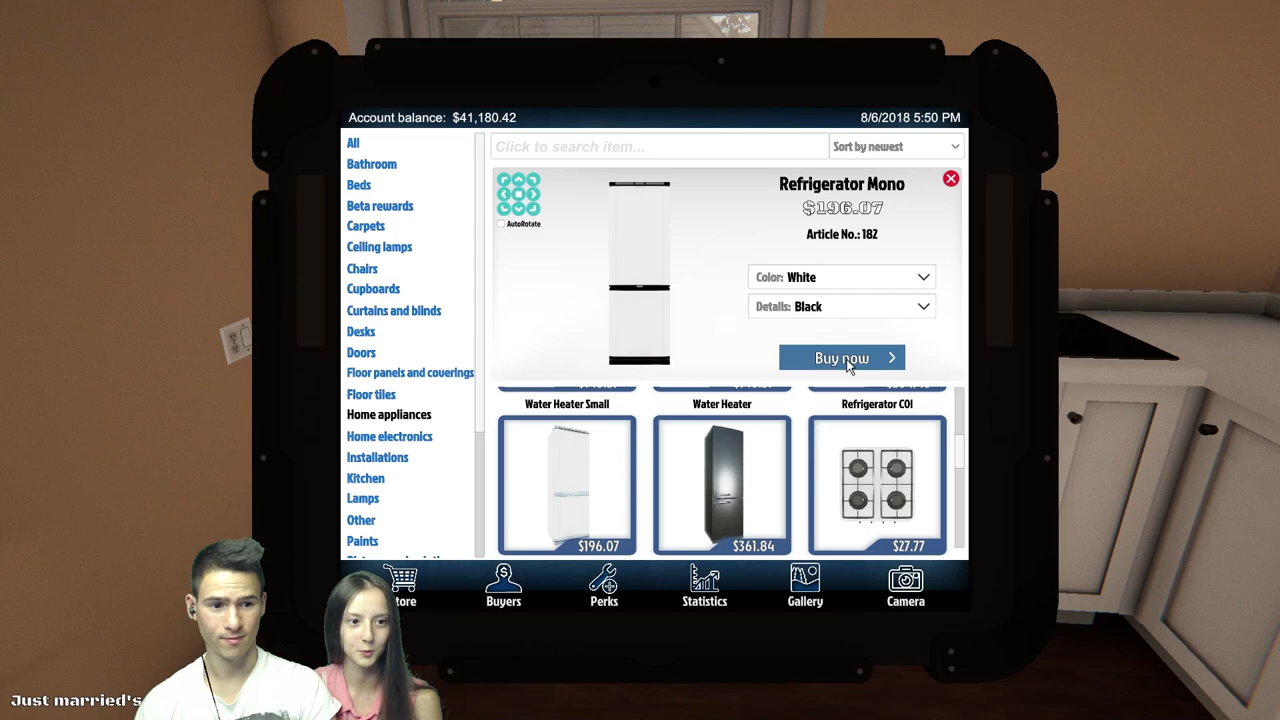 Account balance: $41,180.42
8/6/2018 5:50 PM
All
Bathroom
Beds
Beta rewards
Carpets
Ceiling lamps
Chairs
Cupboards
Curtains and blinds
Desks
Doors
Floor panels and coverings
Floor tiles
Home appliances
Home electronics
Installations
Kitchen
Lamps
Other
Paints
Click to search item...
Sort by newest
AutoRotate
Refrigerator Mono
$196.07
Article No.: 182
Color: White
Details: Black
Buy now
Water Heater Small
Water Heater
Refrigerator C01
$196.07
$361.84
$27.77
tore
Buyers
Perks
Statistics
Gallery
Camera
Just married's